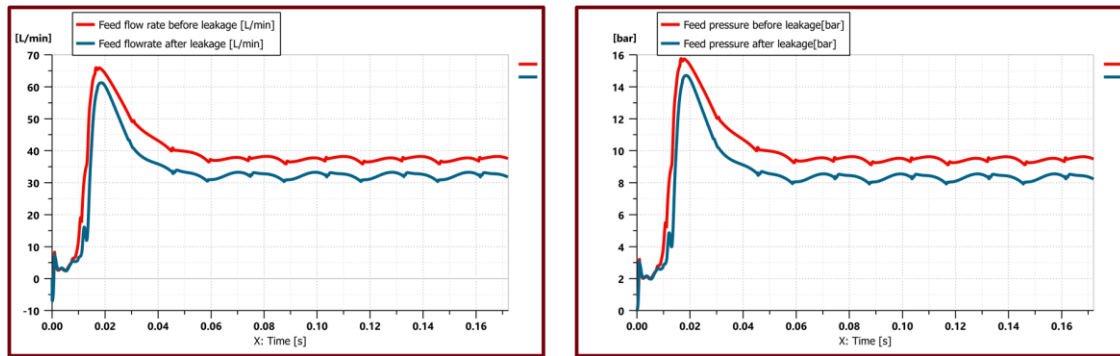 Feed flow rate before leakage [L/min]
Feed flowrate after leakage [L/min]
[L/min]
70
60
50
40
30
20
10
0
-10
0.00 0.02 0.04 0.06 0.08 0.10 0.12 0.14 0.16
X: Time [s]
Feed pressure before leakage[bar]
Feed pressure after leakage[bar]
[bar]
16
14
12
10
8
6
4
2
0
0.00 0.02 0.04 0.06 0.08 0.10 0.12 0.14 0.16
X: Time [s]